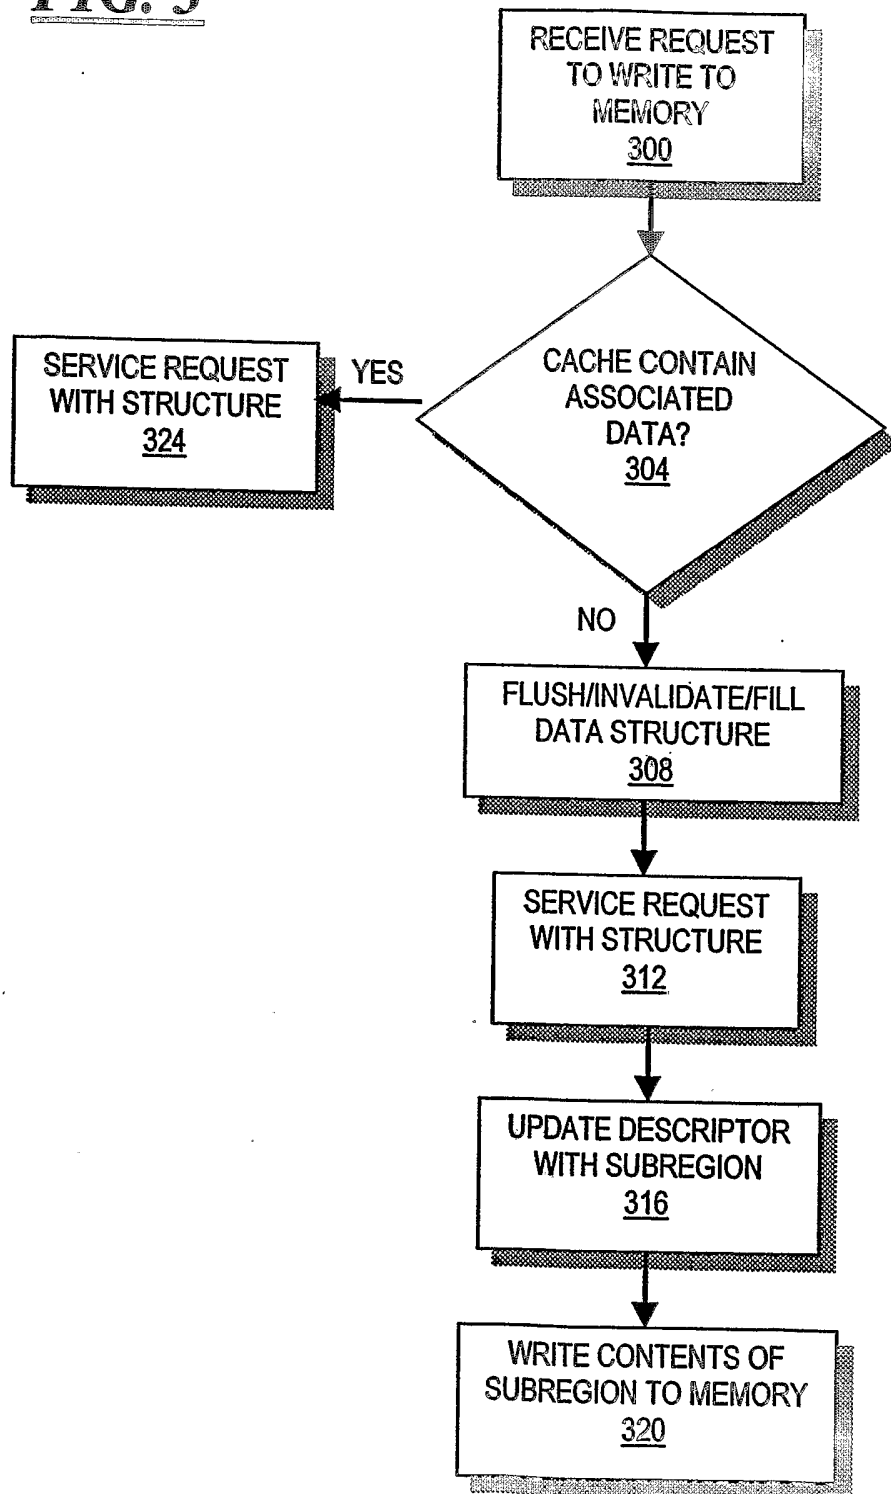 FIG. 3
RECEIVE REQUEST
TO WRITE TO
MEMORY
300
CACHE CONTAIN
ASSOCIATED
DATA?
304
YES
SERVICE REQUEST
WITH STRUCTURE
324
NO
FLUSH/INVALIDATE/FILL
DATA STRUCTURE
308
SERVICE REQUEST
WITH STRUCTURE
312
UPDATE DESCRIPTOR
WITH SUBREGION
316
WRITE CONTENTS OF
SUBREGION TO MEMORY
320